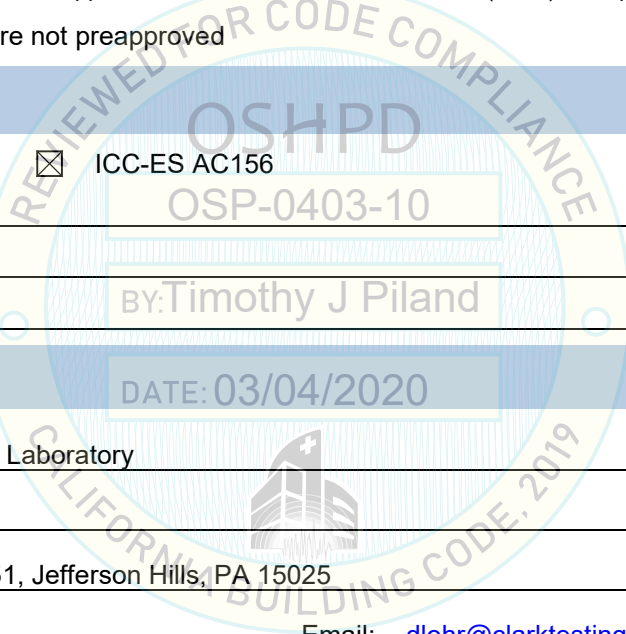 re not preapproved
REVIEWED FOR CODE COMPLIANCE
OSHPD
ICC-ES AC156
OSP-0403-10
BY: Timothy J Piland
DATE: 03/04/2020
Laboratory
1, Jefferson Hills, PA 15025
CALIFORNIA BUILDING CODE, 2019
Email: